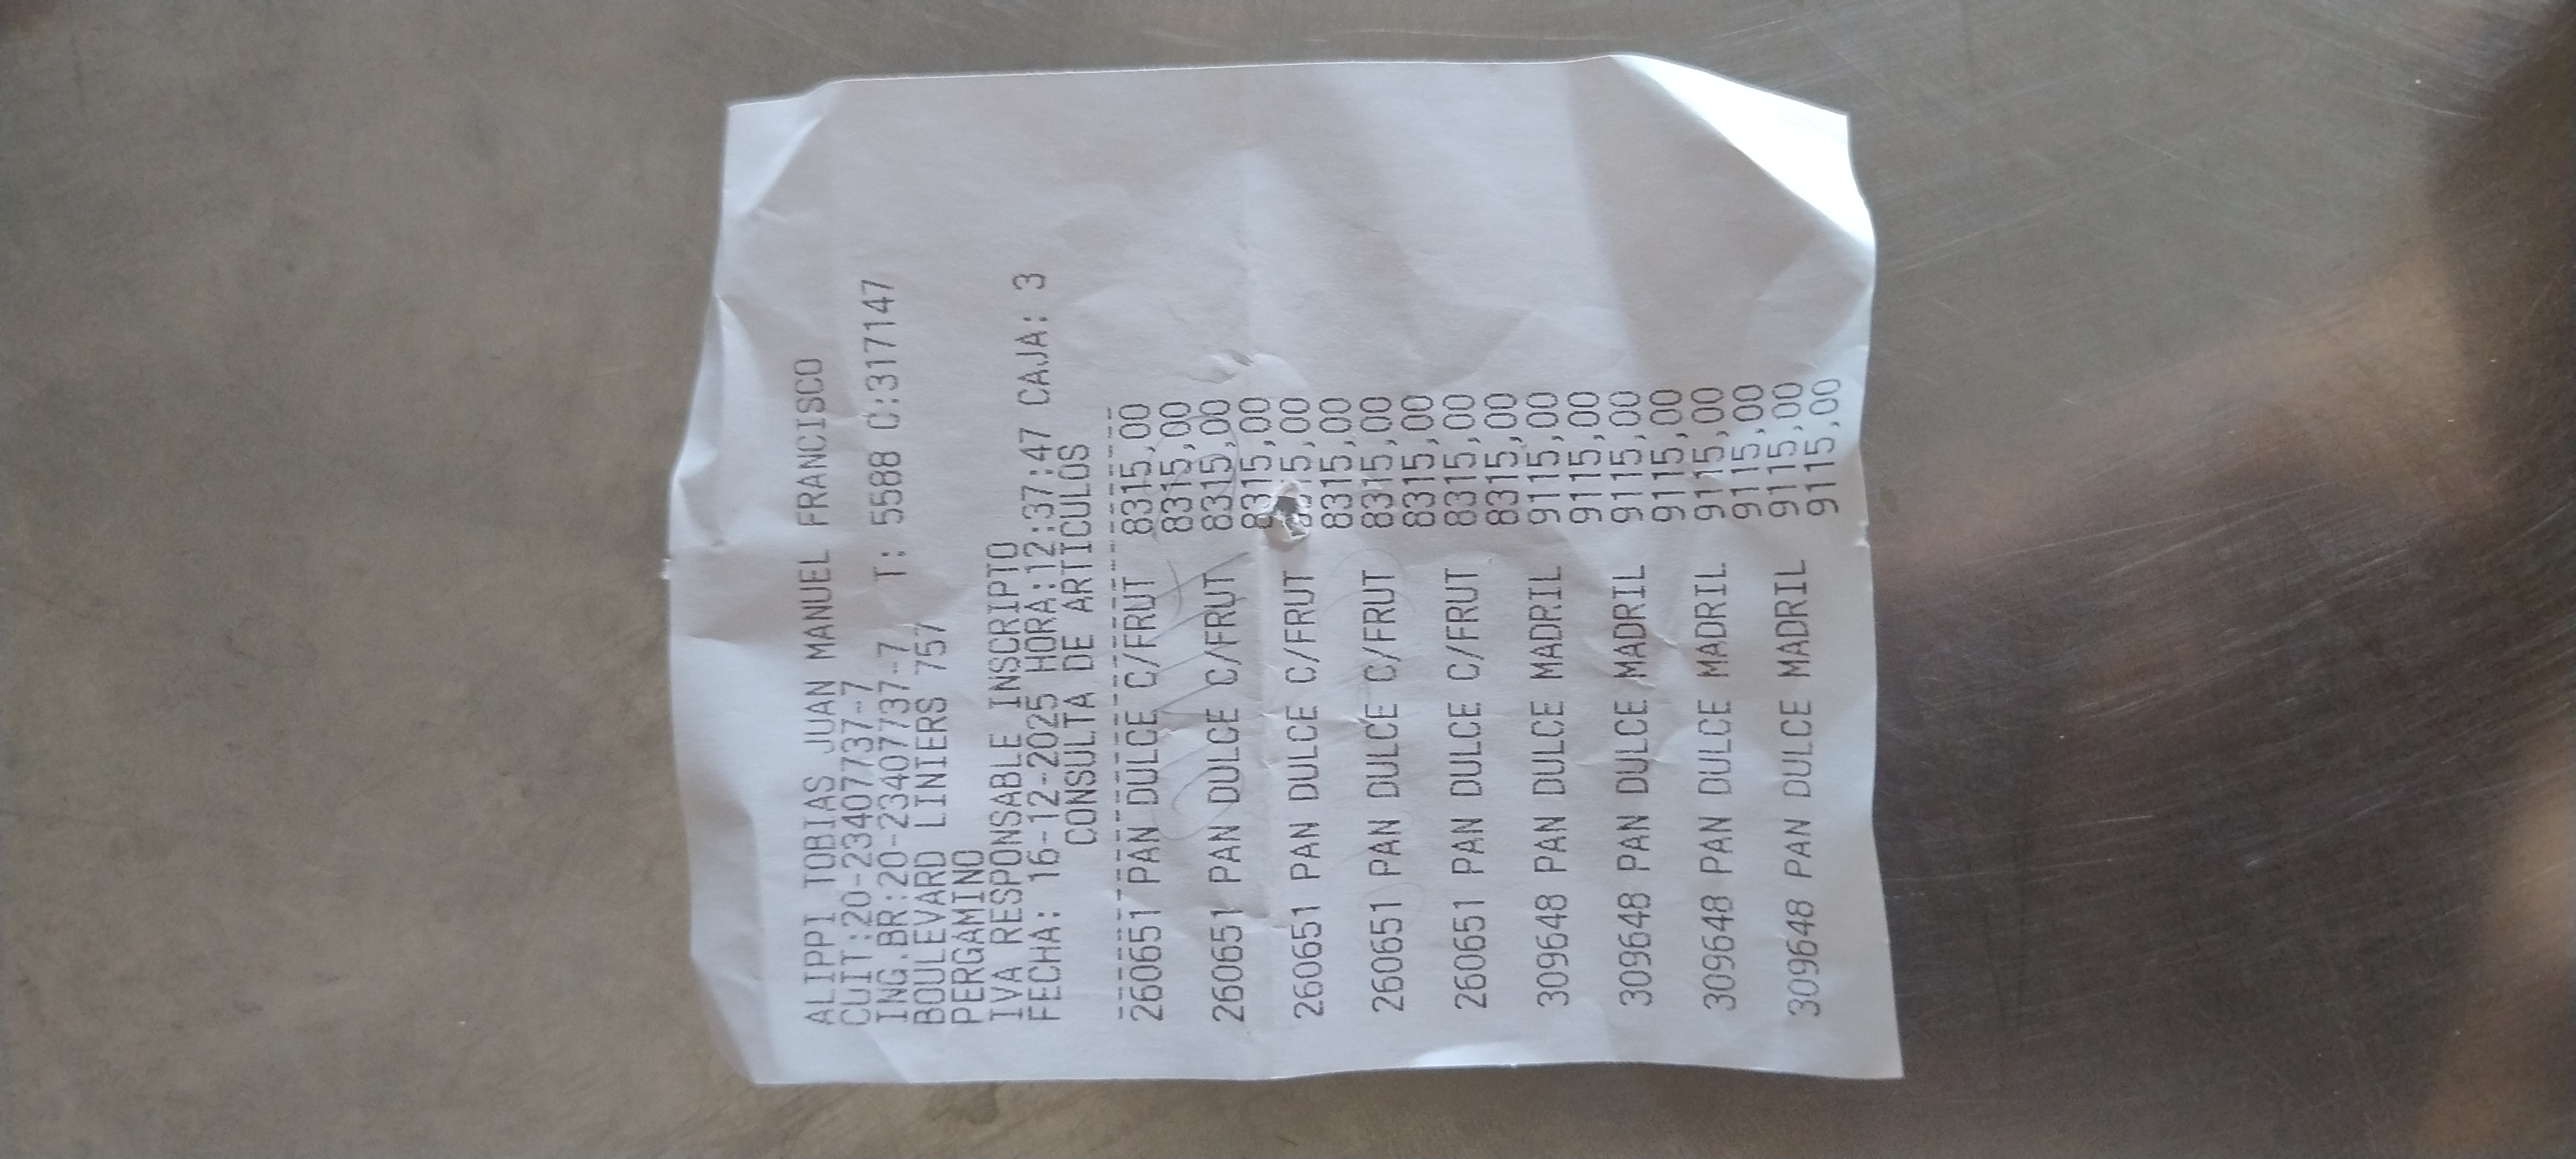 ALIPPI TOBIAS JUAN MANUEL FRANCISCO
CUIT:20-23407737-7
ING.BR:20-23407737-7 T: 5588 C:317147
BOULEVARD LINIERS 757
PERGAMINO
IVA RESPONSABLE INSCRIPTO
FECHA: 16-12-2025 HORA:12:37:47 CAJA: 3
CONSULTA DE ARTICULOS
260651 PAN DULCE C/FRUT 8315,00
8315,00
260651 PAN DULCE C/FRUT 8315,00
8315,00
260651 PAN DULCE C/FRUT 8315,00
8315,00
260651 PAN DULCE C/FRUT 8315,00
8315,00
260651 PAN DULCE C/FRUT 8315,00
8315,00
309648 PAN DULCE MADRIL 9115,00
9115,00
309648 PAN DULCE MADRIL 9115,00
9115,00
309648 PAN DULCE MADRIL 9115,00
9115,00
309648 PAN DULCE MADRIL 9115,00
9115,00